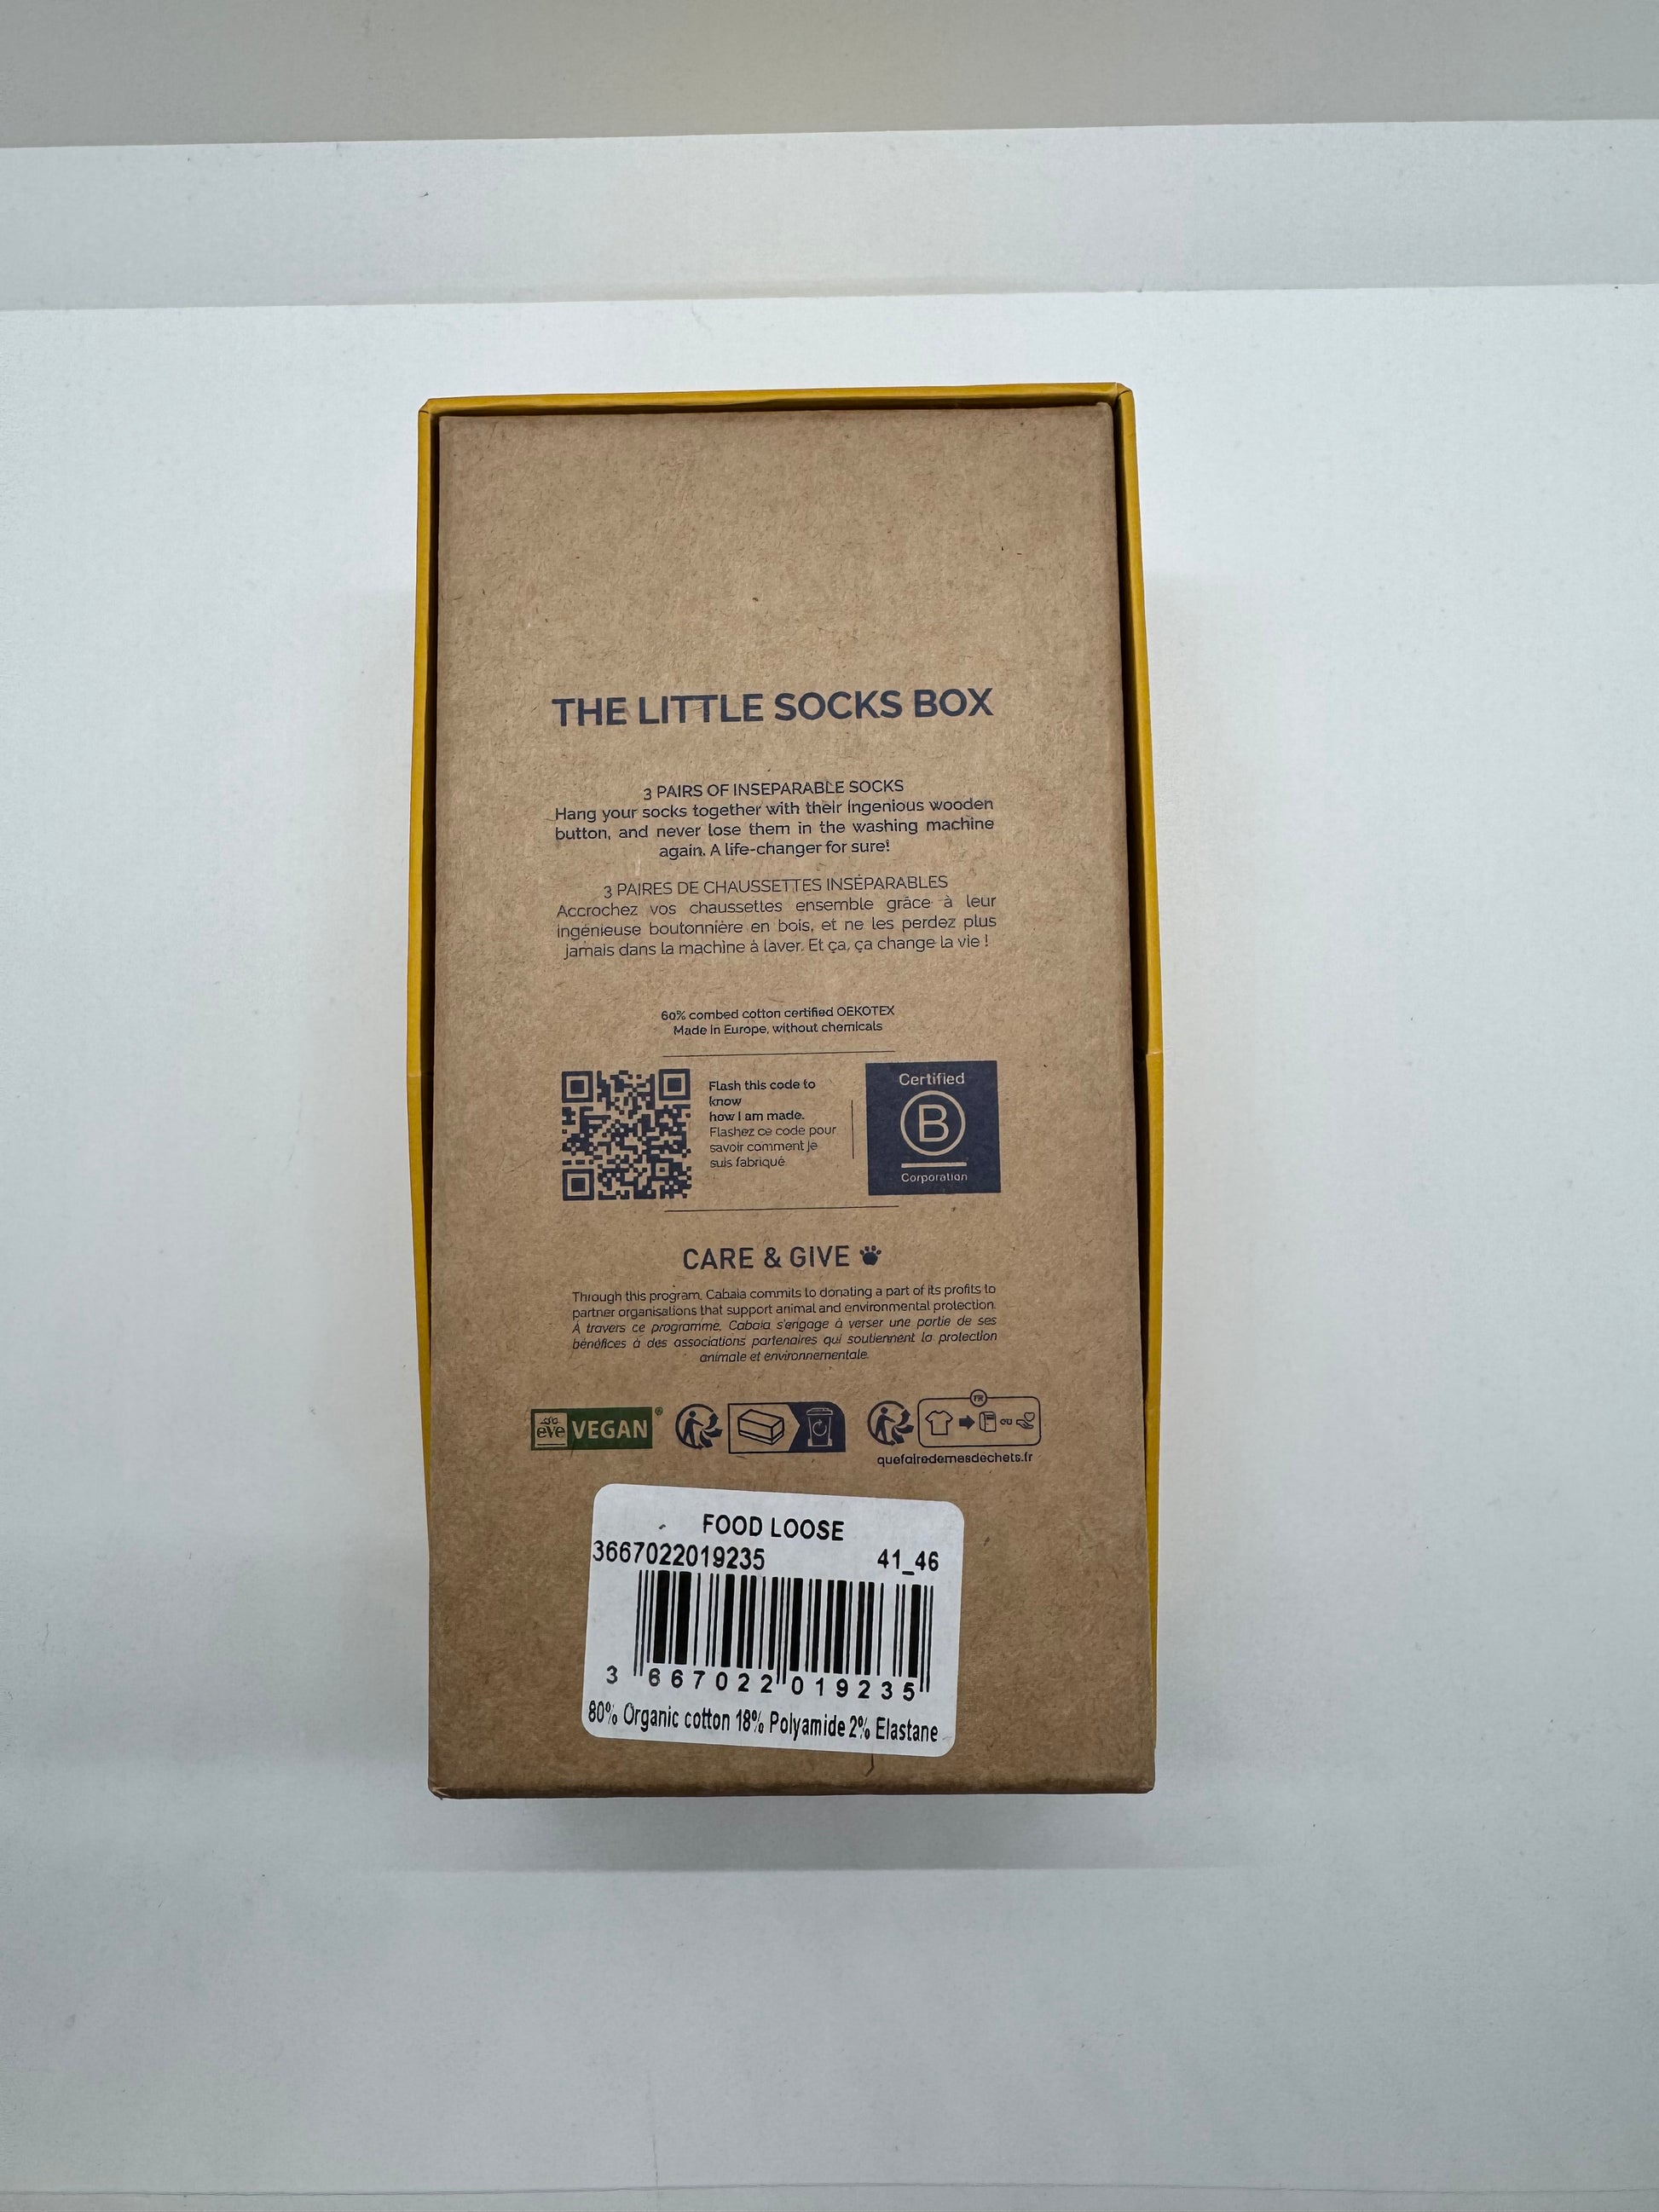 THE LITTLE SOCKS BOX
3 PAIRS OF INSEPARABLE SOCKS
Hang your socks together with their ingenious wooden
button, and never lose them in the washing machine
again. A life-changer for sure!
3 PAIRES DE CHAUSSETTES INSÉPARABLES
Accrochez vos chaussettes ensemble grâce à leur
ingénieuse boutonnière en bois, et ne les perdez plus
jamais dans la machine à laver. Et ça, ça change la vie !
60% combed cotton certified OEKOTEX
Made in Europe, without chemicals
Flash this code to
know
how I am made.
Flashez ce code pour
savoir comment je
suis fabriqué
Certified
B
Corporation
CARE & GIVE
Through this program, Cabaia commits to donating a part of its profits to
partner organisations that support animal and environmental protection.
À travers ce programme, Cabaia s'engage à verser une portie de ses
bénéfices à des associations partenaires qui soutiennent la protection
animale et environnementale.
eve VEGAN®
FR
OU
quefairedemesdechets.fr
FOOD LOOSE
3667022019235 41_46
3 667022 019235
80% Organic cotton 18% Polyamide 2% Elastane